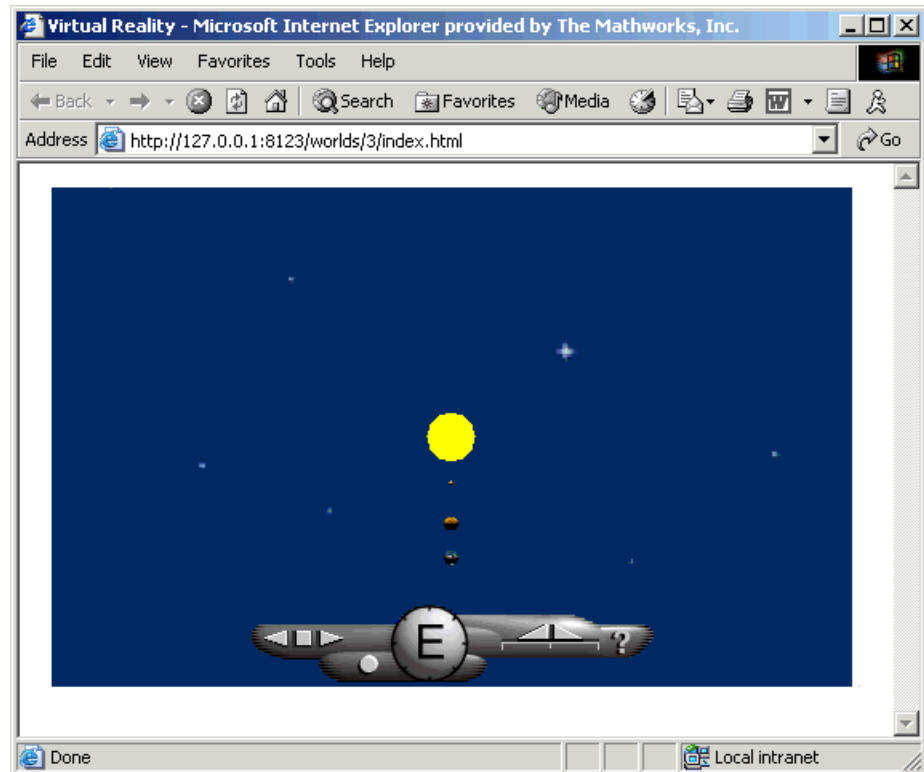 Virtual Reality - Microsoft Internet Explorer provided by The Mathworks, Inc.
File Edit View Favorites Tools Help
Back Search Favorites Media W
Address http://127.0.0.1:8123/worlds/3/index.html Go
E ?
Done Local intranet